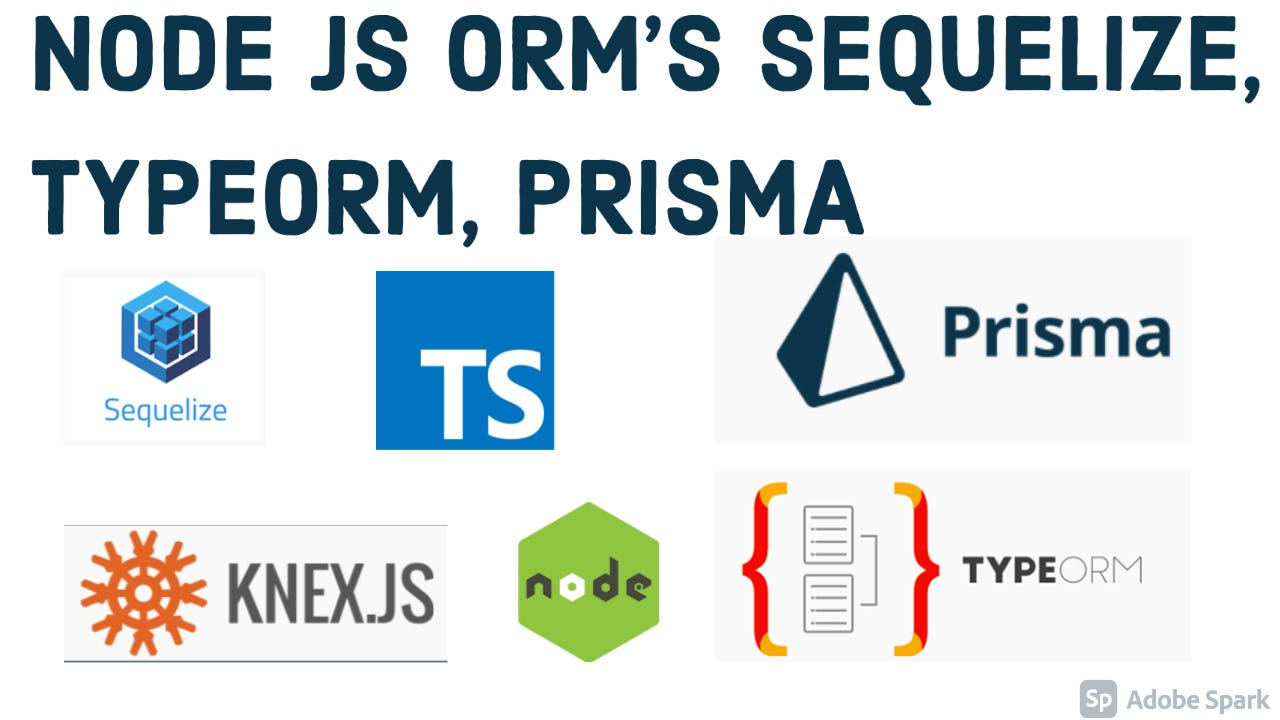 NODE JS ORM’S SEQUELIZE,
TYPEORM, PRISMA
Sequelize
TS
Prisma
KNEX.JS
node
TYPEORM
Sp Adobe Spark